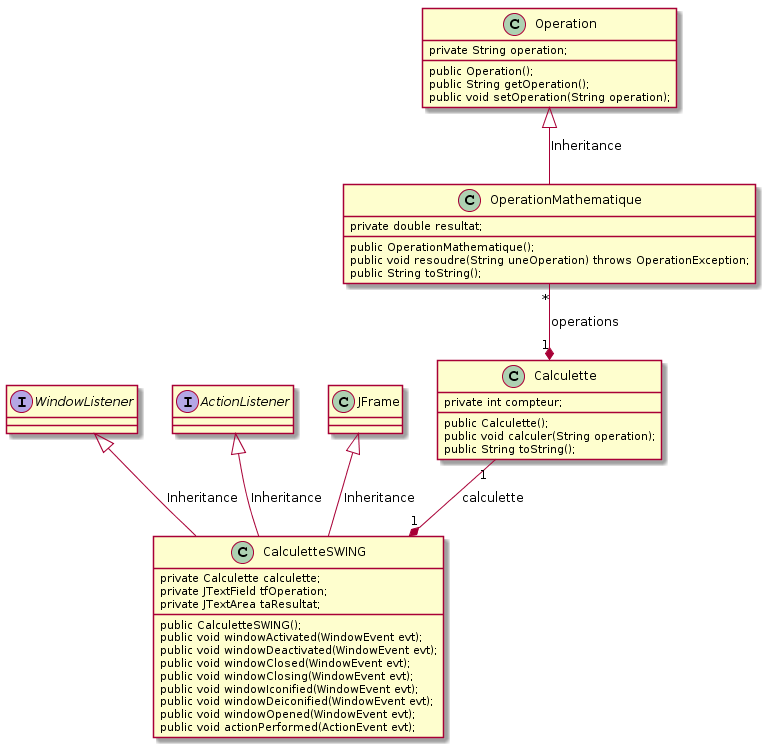 C Operation
private String operation;
public Operation();
public String getOperation();
public void setOperation(String operation);
Inheritance
C OperationMathematique
private double resultat;
public OperationMathematique();
public void resoudre(String uneOperation) throws OperationException;
public String toString();
*
operations
1
I WindowListener
I ActionListener
C JFrame
C Calculette
private int compteur;
public Calculette();
public void calculer(String operation);
public String toString();
1
Inheritance
Inheritance
Inheritance
calculette
1
C CalculetteSWING
private Calculette calculette;
private JTextField tfOperation;
private JTextArea taResultat;
public CalculetteSWING();
public void windowActivated(WindowEvent evt);
public void windowDeactivated(WindowEvent evt);
public void windowClosed(WindowEvent evt);
public void windowClosing(WindowEvent evt);
public void windowIconified(WindowEvent evt);
public void windowDeiconified(WindowEvent evt);
public void windowOpened(WindowEvent evt);
public void actionPerformed(ActionEvent evt);